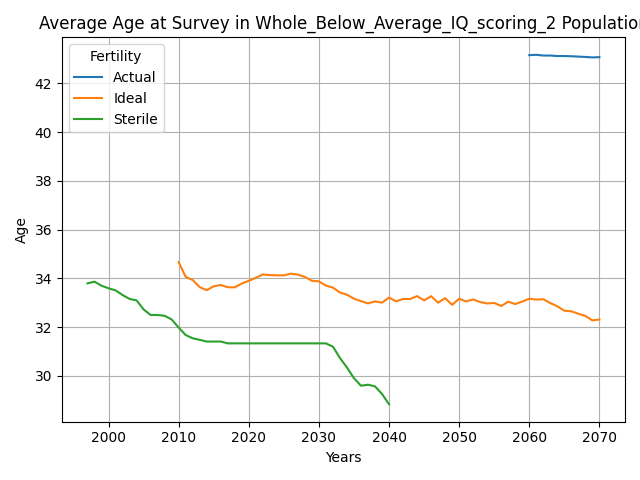 Average Age at Survey in Whole_Below_Average_IQ_scoring_2 Population
Fertility
Actual
Ideal
Sterile
42
40
38
36
34
32
30
Age
2000
2010
2020
2030
2040
2050
2060
2070
Years